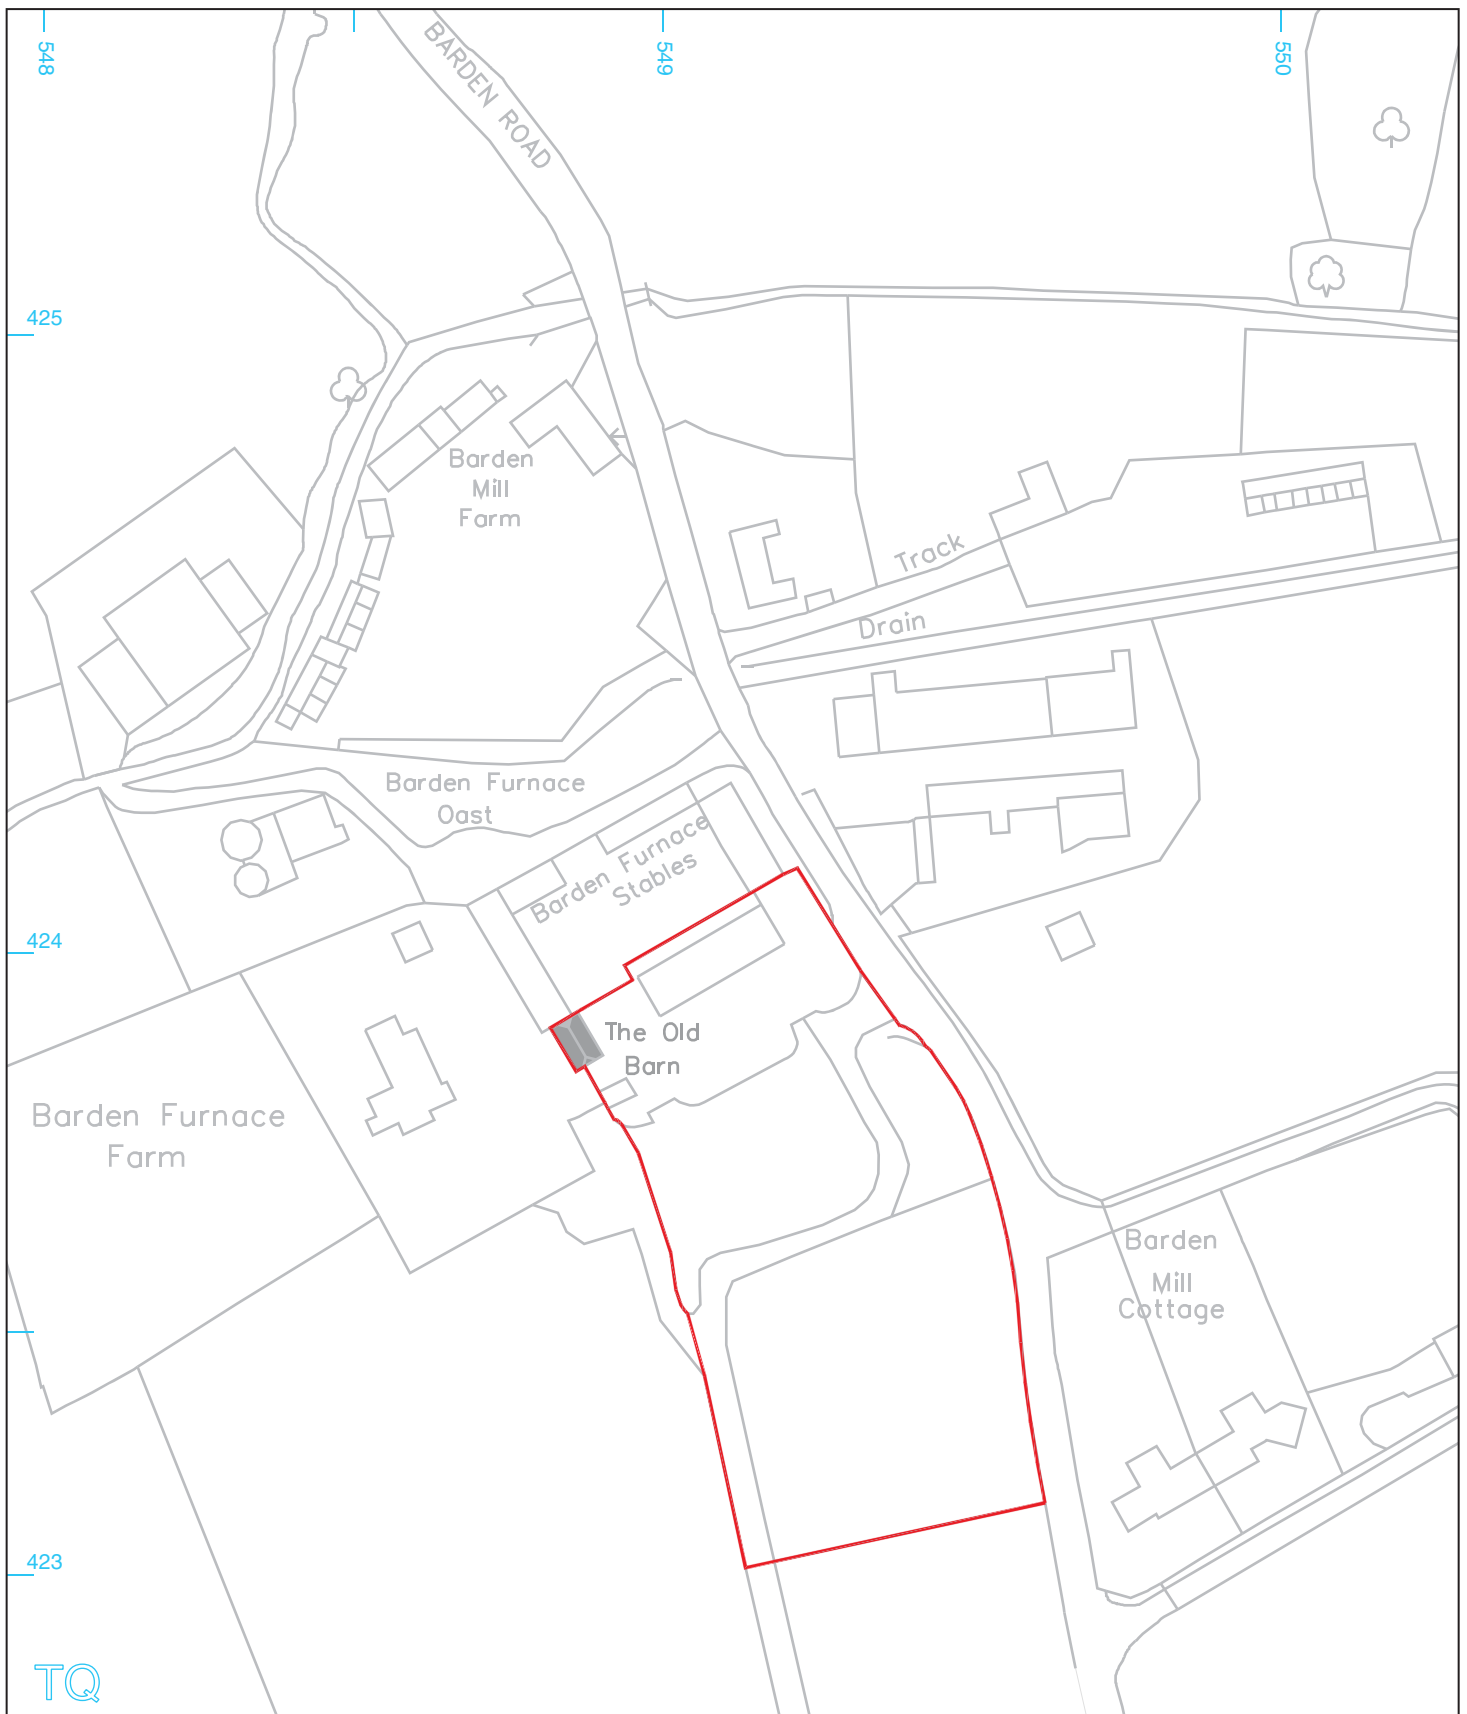 548
549
550
BARDEN ROAD
425
Barden
Mill
Farm
Track
Drain
Barden Furnace
Oast
Barden Furnace
Stables
424
The Old
Barn
Barden Furnace
Farm
Barden
Mill
Cottage
423
TQ